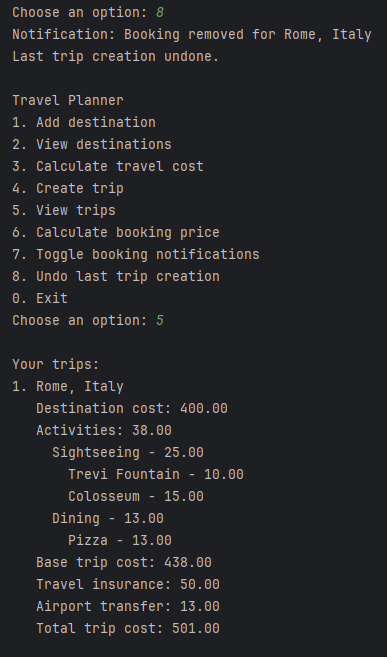 Choose an option: 8
Notification: Booking removed for Rome, Italy
Last trip creation undone.
Travel Planner
1. Add destination
2. View destinations
3. Calculate travel cost
4. Create trip
5. View trips
6. Calculate booking price
7. Toggle booking notifications
8. Undo last trip creation
0. Exit
Choose an option: 5
Your trips:
1. Rome, Italy
Destination cost: 400.00
Activities: 38.00
Sightseeing - 25.00
Trevi Fountain - 10.00
Colosseum - 15.00
Dining - 13.00
Pizza - 13.00
Base trip cost: 438.00
Travel insurance: 50.00
Airport transfer: 13.00
Total trip cost: 501.00